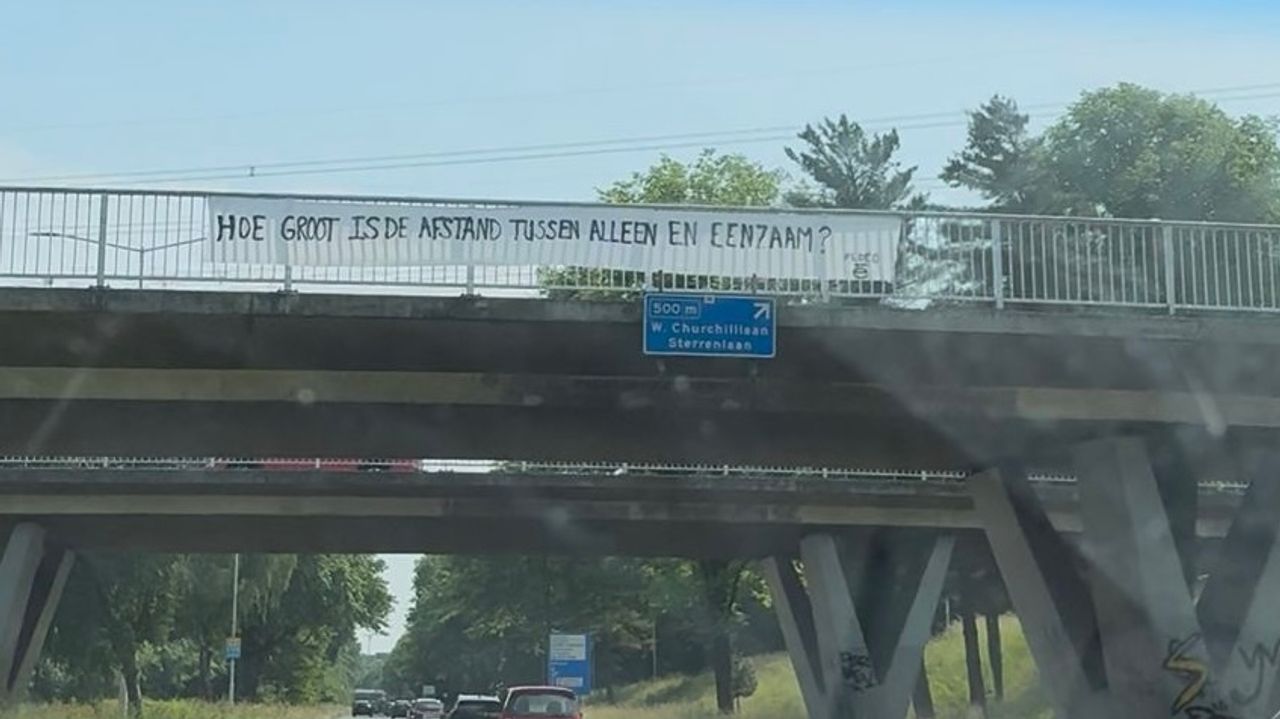 HOE GROOT IS DE AFSTAND TUSSEN ALLEEN EN EENZAAM?
500 m
W. Churchilllaan
Sterrenlaan